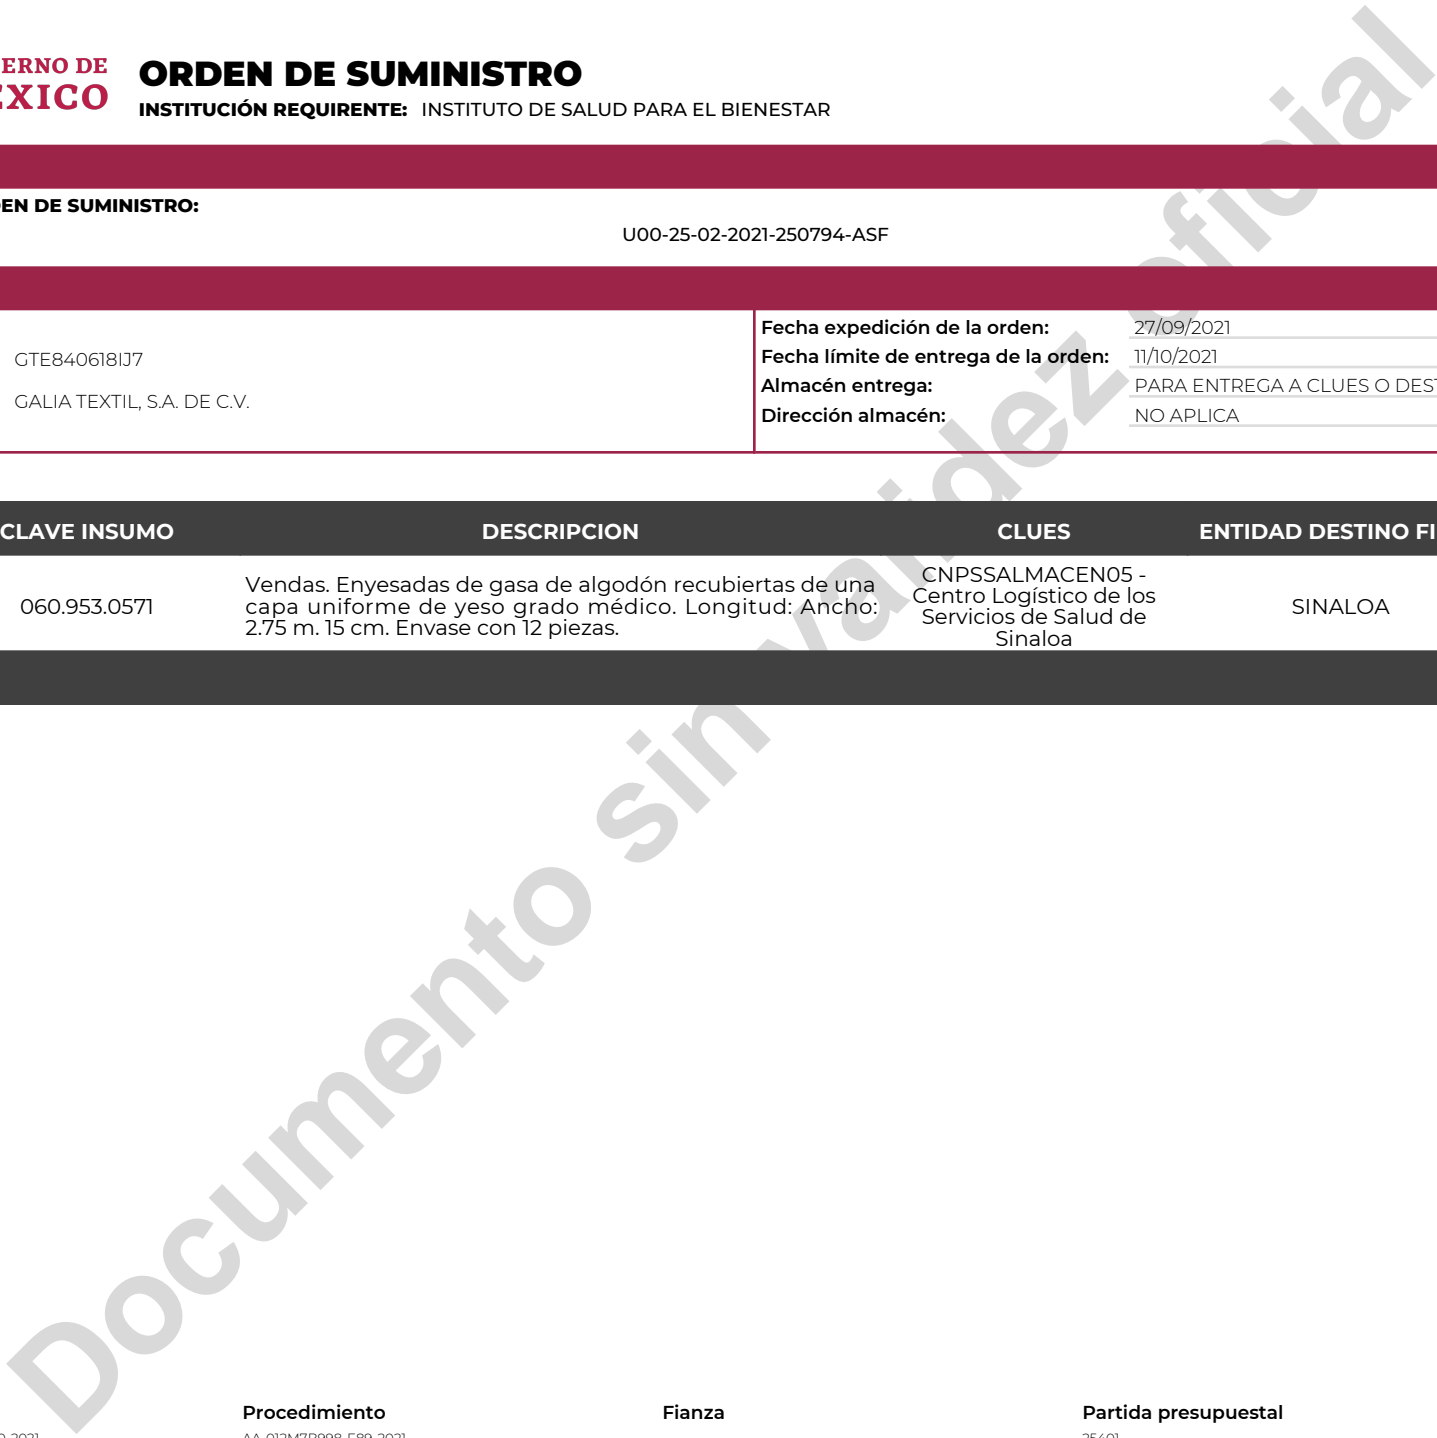 ERNO DE
EXICO
ORDEN DE SUMINISTRO
INSTITUCIÓN REQUIRENTE: INSTITUTO DE SALUD PARA EL BIENESTAR
EN DE SUMINISTRO:
U00-25-02-2021-250794-ASF
GTE840618IJ7
GALIA TEXTIL, S.A. DE C.V.
Fecha expedición de la orden: 27/09/2021
Fecha límite de entrega de la orden: 11/10/2021
Almacén entrega: PARA ENTREGA A CLUES O DEST
Dirección almacén: NO APLICA
CLAVE INSUMO DESCRIPCION CLUES ENTIDAD DESTINO FI
060.953.0571
Vendas. Enyesadas de gasa de algodón recubiertas de una
capa uniforme de yeso grado médico. Longitud: Ancho:
2.75 m. 15 cm. Envase con 12 piezas.
CNPSSALMACEN05 -
Centro Logístico de los
Servicios de Salud de
Sinaloa
SINALOA
Documento sin validez oficial
Procedimiento Fianza Partida presupuestal